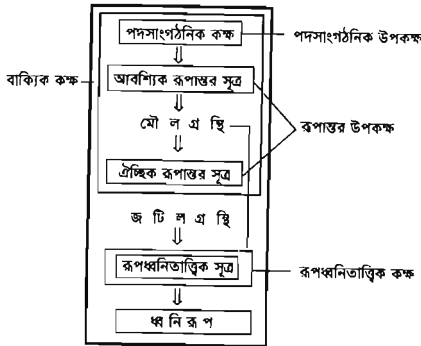 পদসাংগঠনিক কক্ষ
পদসাংগঠনিক উপকক্ষ
বাক্যিক কক্ষ
আবশ্যিক রূপান্তর সূত্র
মৌ ল গ্র ন্থি
রূপান্তর উপকক্ষ
ঐচ্ছিক রূপান্তর সূত্র
জ টি ল গ্র ন্থি
রূপধ্বনিতাত্ত্বিক সূত্র
রূপধ্বনিতাত্ত্বিক কক্ষ
ধ্ব নি রূ প